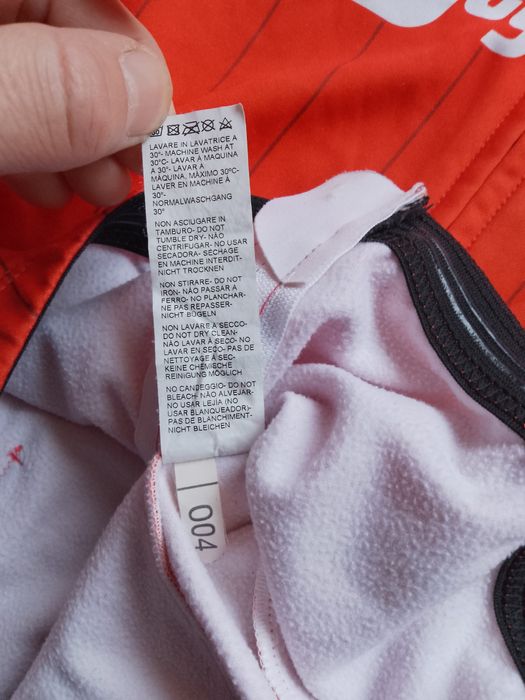 LAVARE IN LAVATRICE A
30°- MACHINE WASH AT
30°C- LAVAR À MAQUINA
A 30°- LAVAR A
MÁQUINA, MÁXIMO 30ºC-
LAVER EN MACHINE À
30°-
NORMALWASCHGANG
30°
NON ASCIUGARE IN
TAMBURO- DO NOT
TUMBLE DRY- NÃO
CENTRIFUGAR- NO USAR
SECADORA- SÉCHAGE
EN MACHINE INTERDIT-
NICHT TROCKNEN
NON STIRARE- DO NOT
IRON- NÃO PASSAR A
FERRO- NO PLANCHAR-
NE PAS REPASSER-
NICHT BÜGELN
NON LAVARE A SECCO-
DO NOT DRY CLEAN-
NÃO LAVAR À SECO- NO
LAVAR EN SECO- PAS DE
NETTOYAGE À SEC-
KEINE CHEMISCHE
REINIGUNG MÖGLICH
NO CANDEGGIO- DO NOT
BLEACH- NÃO ALVEJAR-
NO USAR LEJÍA (NO
USAR BLANQUEADOR)-
PAS DE BLANCHIMENT-
NICHT BLEICHEN
004